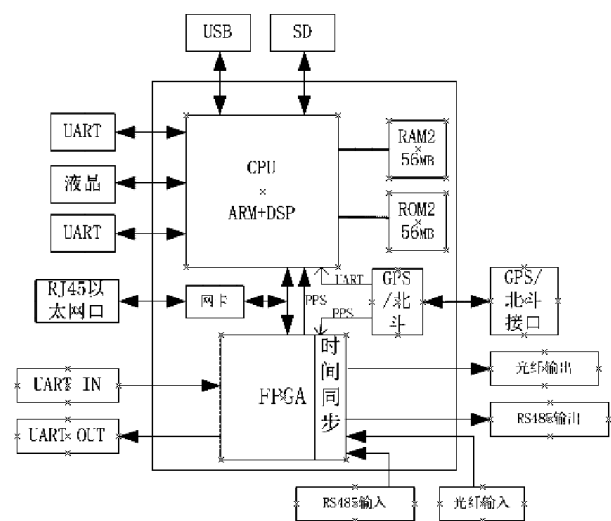 USB
SD
UART
液晶
UART
CPU
ARM+DSP
RAM2
56MB
ROM2
56MB
RJ45以
太网口
网卡
PPS
UART
PPS
GPS
/北
斗
GPS/
北斗
接口
UART IN
UART OUT
FPGA
时
间
同
步
光纤输出
RS485输出
RS485输入
光纤输入